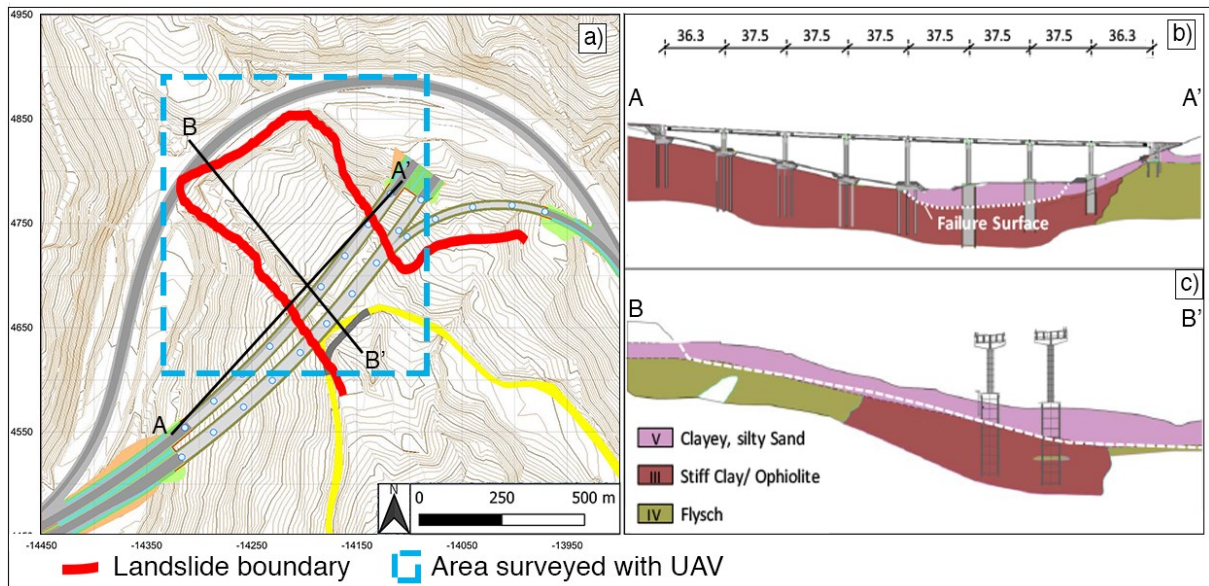 4950
4850
4750
4650
4550
-14450
-14350
-14250
-14150
-14050
-13950
a)
B
A'
B'
A
N
0 250 500 m
Landslide boundary
Area surveyed with UAV
36.3 37.5 37.5 37.5 37.5 37.5 37.5 36.3
b)
A
A'
Failure Surface
c)
B
B'
V Clayey, silty Sand
III Stiff Clay/ Ophiolite
IV Flysch